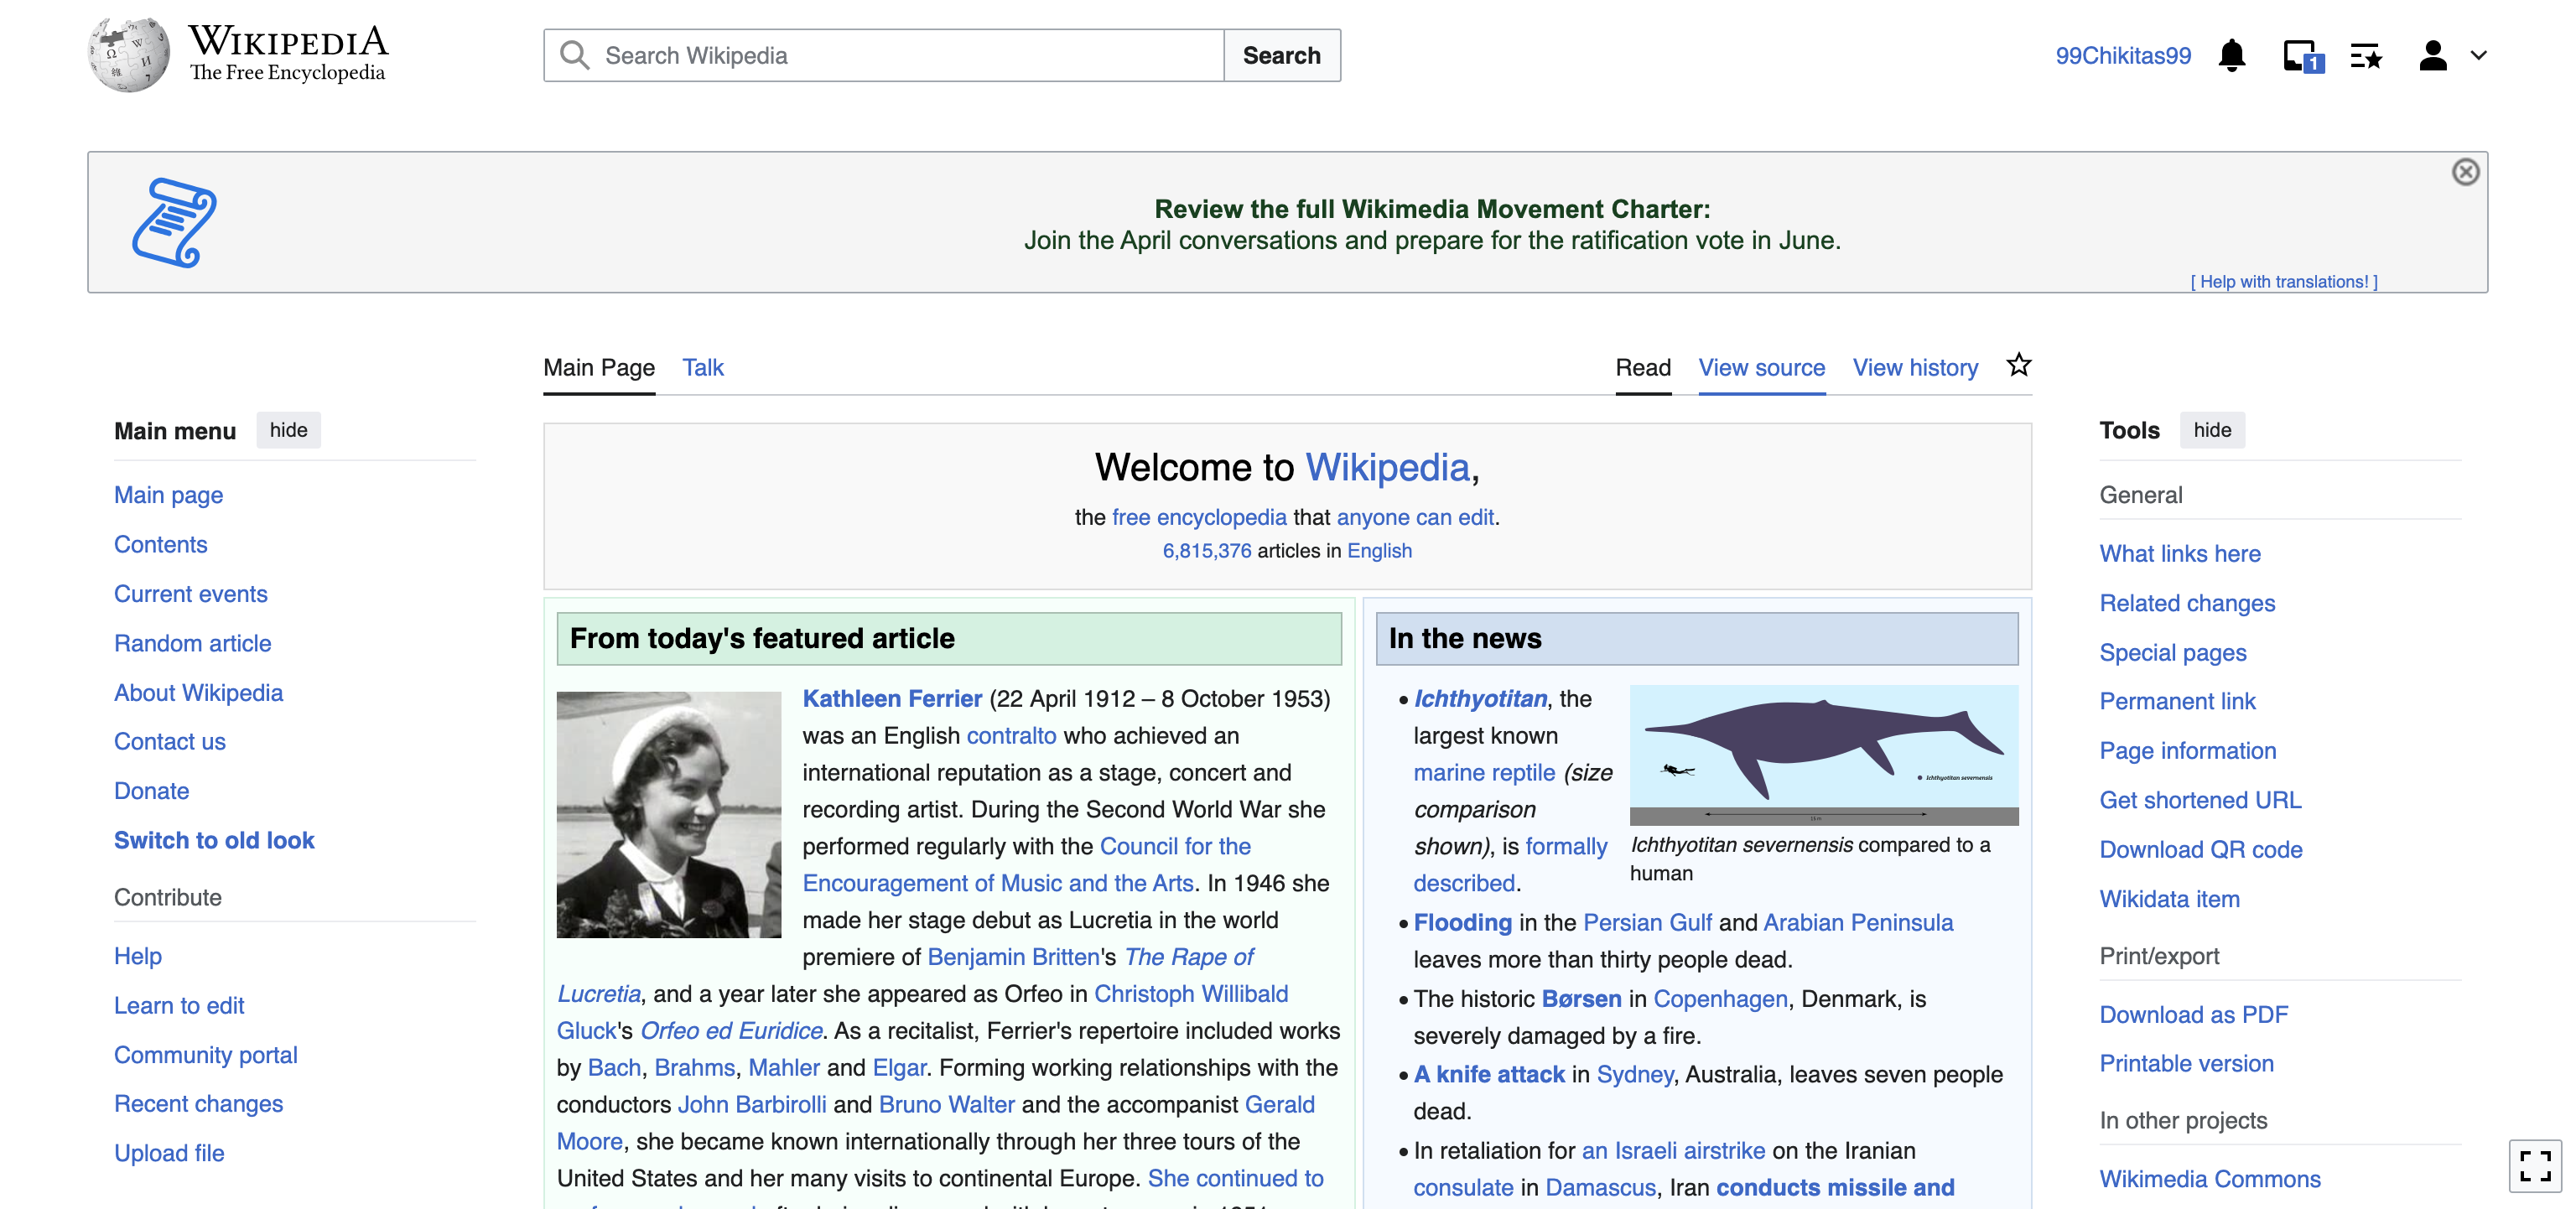 WIKIPEDIA
The Free Encyclopedia
Search Wikipedia
Search
99Chikitas99
1
Review the full Wikimedia Movement Charter:
Join the April conversations and prepare for the ratification vote in June.
[ Help with translations! ]
Main Page
Talk
Read
View source
View history
Main menu
hide
Main page
Contents
Current events
Random article
About Wikipedia
Contact us
Donate
Switch to old look
Contribute
Help
Learn to edit
Community portal
Recent changes
Upload file
Welcome to Wikipedia,
the free encyclopedia that anyone can edit.
6,815,376 articles in English
From today's featured article
Kathleen Ferrier (22 April 1912 – 8 October 1953)
was an English contralto who achieved an
international reputation as a stage, concert and
recording artist. During the Second World War she
performed regularly with the Council for the
Encouragement of Music and the Arts. In 1946 she
made her stage debut as Lucretia in the world
premiere of Benjamin Britten's The Rape of
Lucretia, and a year later she appeared as Orfeo in Christoph Willibald
Gluck's Orfeo ed Euridice. As a recitalist, Ferrier's repertoire included works
by Bach, Brahms, Mahler and Elgar. Forming working relationships with the
conductors John Barbirolli and Bruno Walter and the accompanist Gerald
Moore, she became known internationally through her three tours of the
United States and her many visits to continental Europe. She continued to
In the news
• Ichthyotitan, the
largest known
marine reptile (size
comparison
shown), is formally
described.
Ichthyotitan severnensis
Ichthyotitan severnensis compared to a
human
• Flooding in the Persian Gulf and Arabian Peninsula
leaves more than thirty people dead.
• The historic Børsen in Copenhagen, Denmark, is
severely damaged by a fire.
• A knife attack in Sydney, Australia, leaves seven people
dead.
• In retaliation for an Israeli airstrike on the Iranian
consulate in Damascus, Iran conducts missile and
Tools
hide
General
What links here
Related changes
Special pages
Permanent link
Page information
Get shortened URL
Download QR code
Wikidata item
Print/export
Download as PDF
Printable version
In other projects
Wikimedia Commons